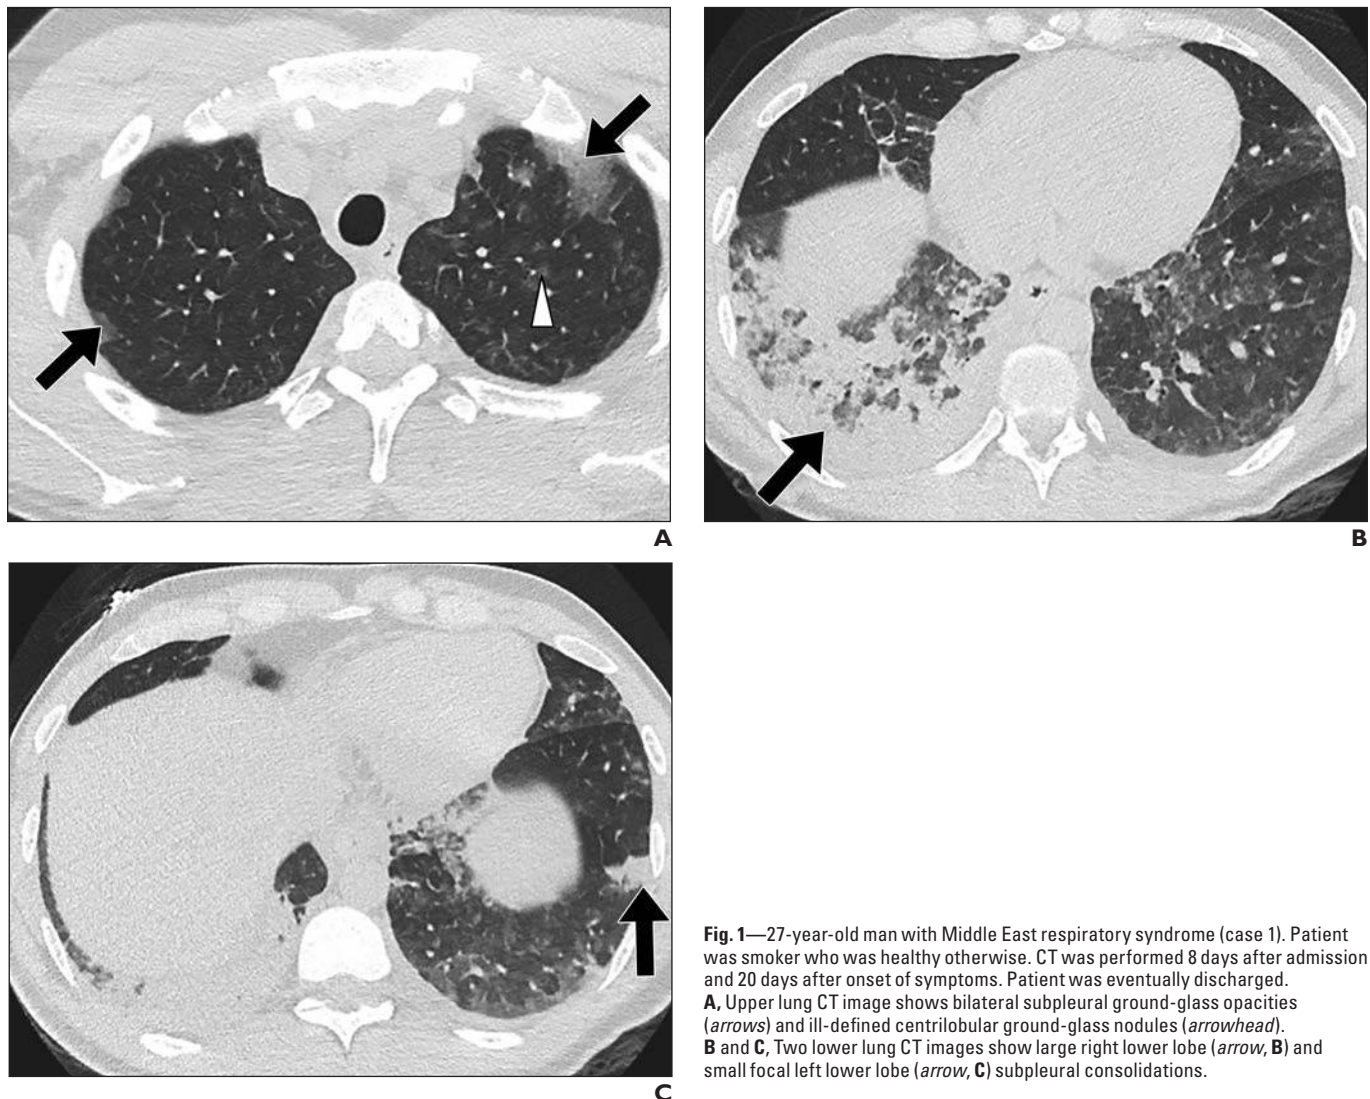 A
B
C
Fig. 1—27-year-old man with Middle East respiratory syndrome (case 1). Patient
was smoker who was healthy otherwise. CT was performed 8 days after admission
and 20 days after onset of symptoms. Patient was eventually discharged.
A, Upper lung CT image shows bilateral subpleural ground-glass opacities
(arrows) and ill-defined centrilobular ground-glass nodules (arrowhead).
B and C, Two lower lung CT images show large right lower lobe (arrow, B) and
small focal left lower lobe (arrow, C) subpleural consolidations.